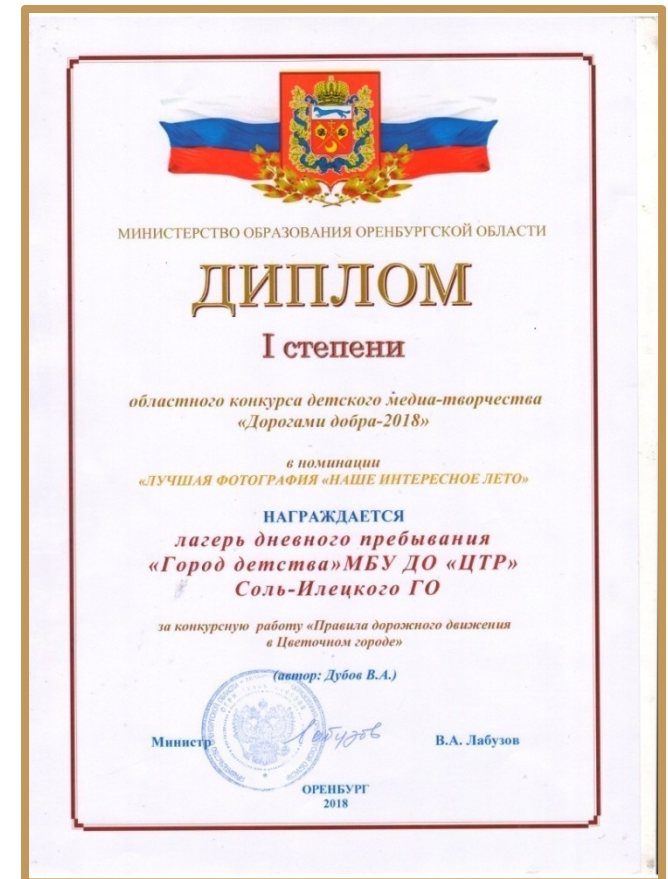 МИНИСТЕРСТВО ОБРАЗОВАНИЯ ОРЕНБУРГСКОЙ ОБЛАСТИ
ДИПЛОМ
I степени
областного конкурса детского медиа-творчества
«Дорогами добра-2018»
в номинации
«ЛУЧШАЯ ФОТОГРАФИЯ «НАШЕ ИНТЕРЕСНОЕ ЛЕТО»
НАГРАЖДАЕТСЯ
лагерь дневного пребывания
«Город детства»МБУ ДО «ЦТР»
Соль-Илецкого ГО
за конкурсную работу «Правила дорожного движения
в Цветочном городе»
(автор: Дубов В.А.)
Министр
В.А. Лабузов
ОРЕНБУРГ
2018